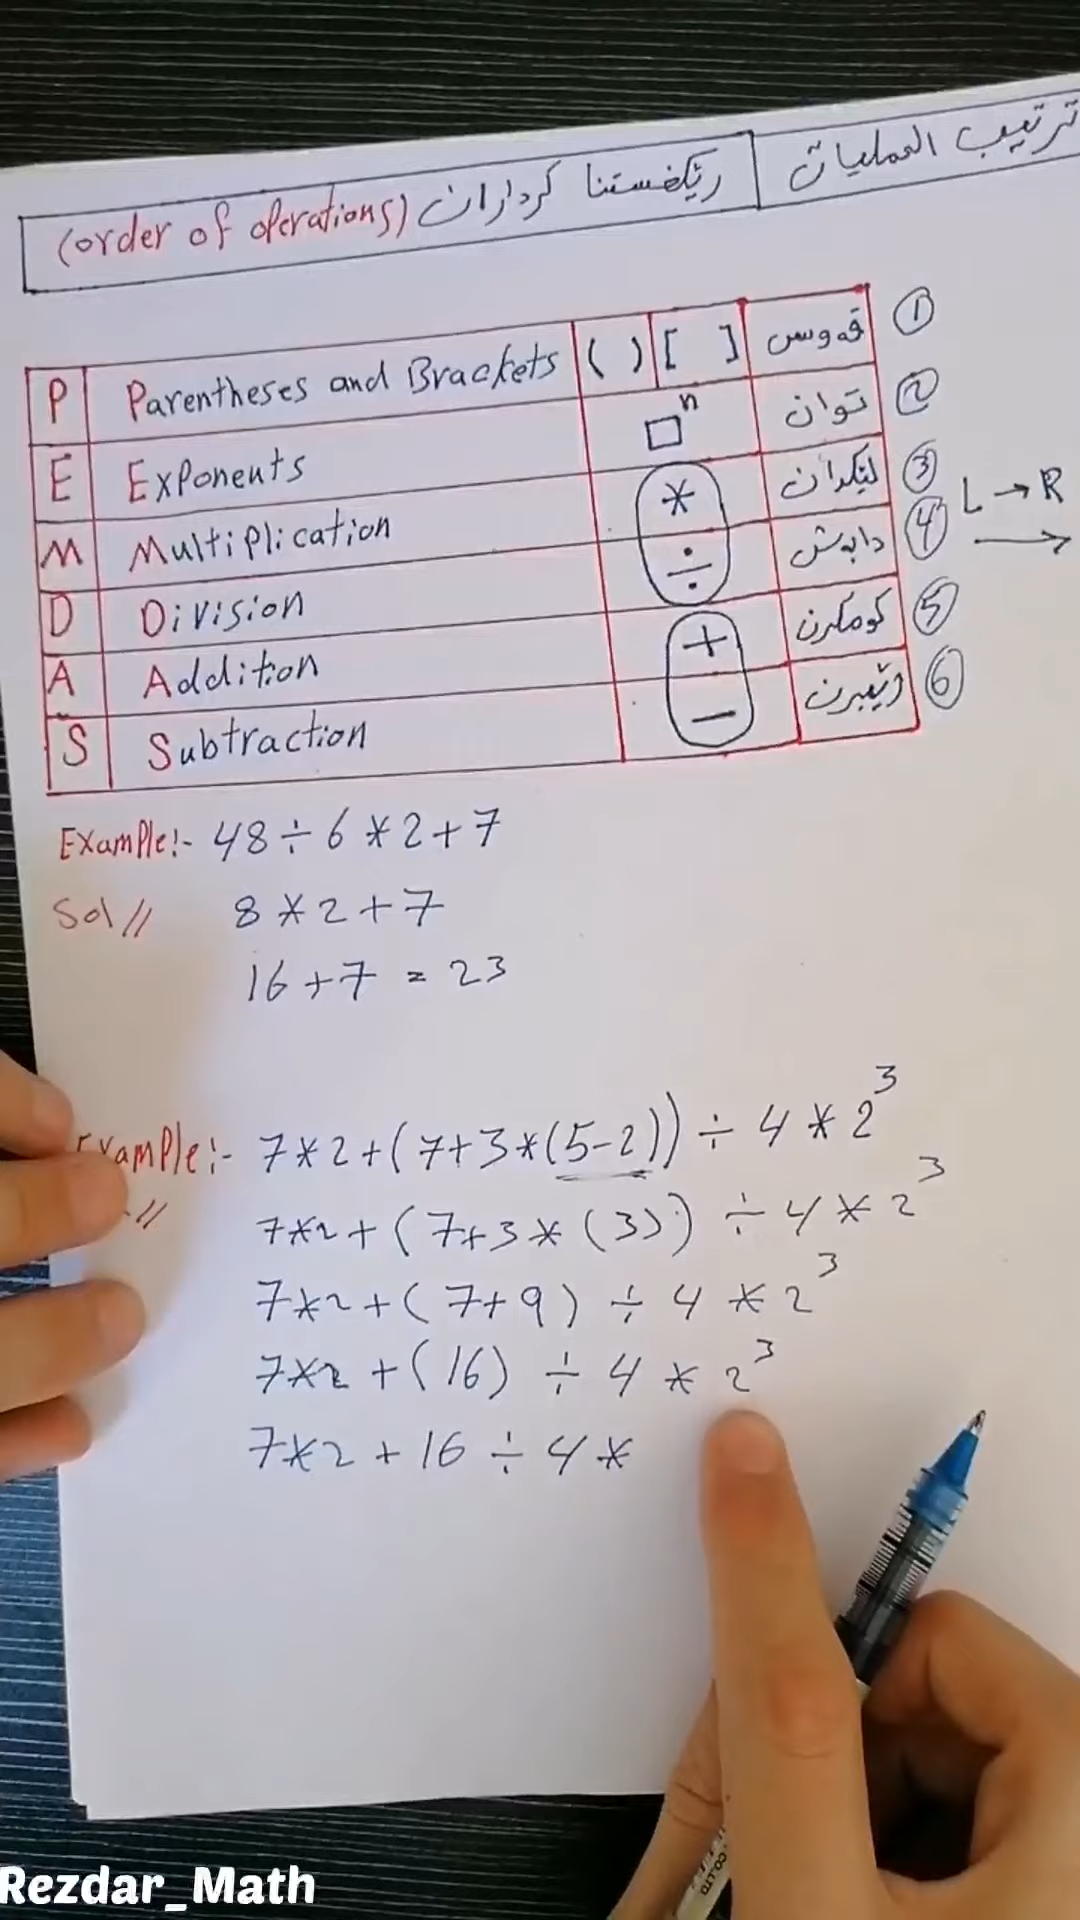 ترتيب العمليات
ریکخستنا کرداران (order of operations)
P Parentheses and Brackets ( ) [ ] قەوس ①
E Exponents □ⁿ توان ②
M Multiplication * لێکدان ③ L → R
D Division ÷ دابەش ④ →
A Addition + کومکرن ⑤
S Subtraction − ⑥
Example:- 48 ÷ 6 * 2 + 7
Sol // 8 * 2 + 7
16 + 7 = 23
Example:- 7 * 2 + (7 + 3 * (5 - 2)) ÷ 4 * 2³
// 7 * 2 + (7 + 3 * (3)) ÷ 4 * 2³
7 * 2 + (7 + 9) ÷ 4 * 2³
7 * 2 + (16) ÷ 4 * 2³
7 * 2 + 16 ÷ 4 *
CO.,LTD
Rezdar_Math